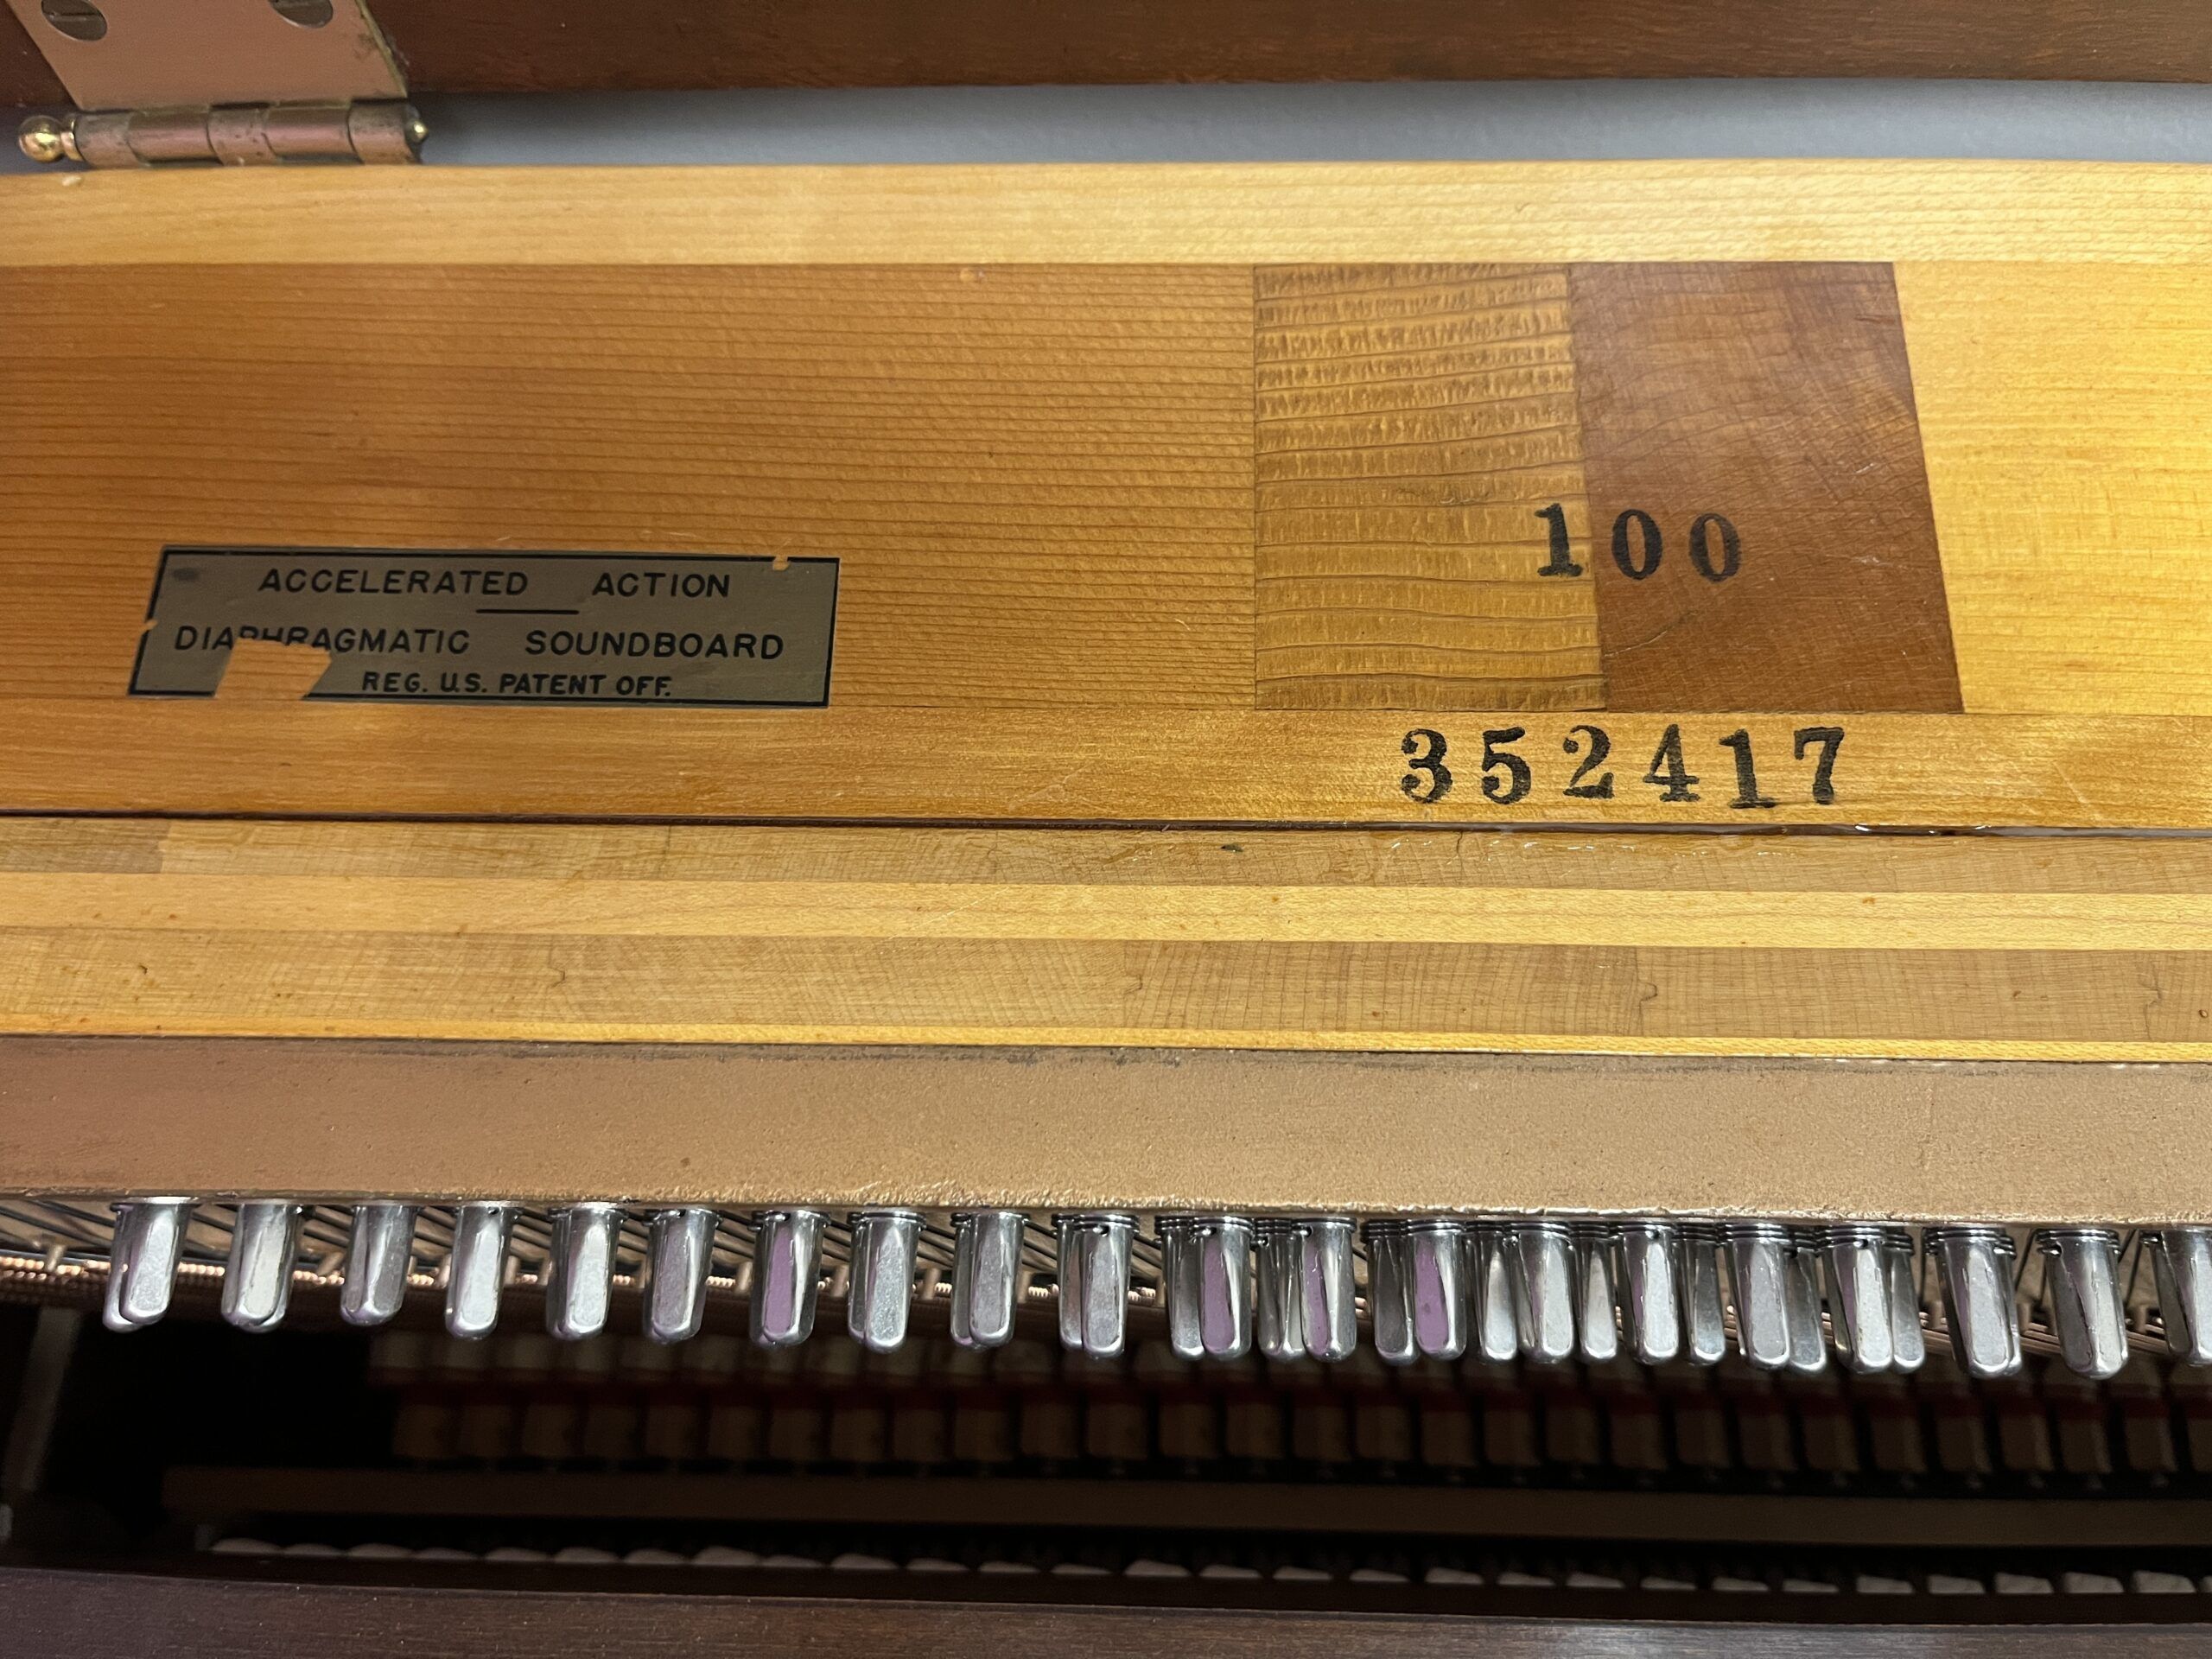 ACCELERATED ACTION
DIAPHRAGMATIC SOUNDBOARD
REG. U.S. PATENT OFF.
100
352417